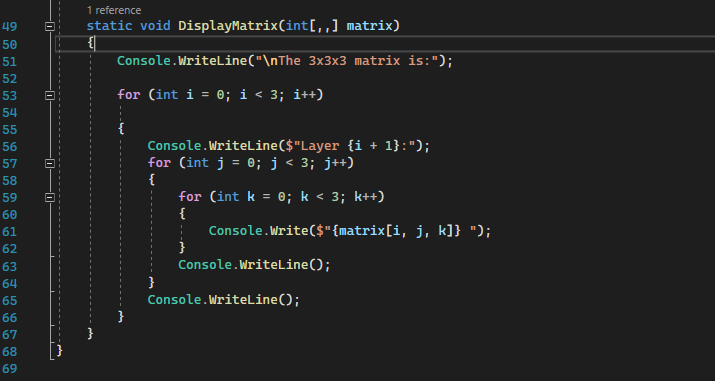 1 reference
49 static void DisplayMatrix(int[,,] matrix)
50 {
51 Console.WriteLine("\nThe 3x3x3 matrix is:");
52
53 for (int i = 0; i < 3; i++)
54
55 {
56 Console.WriteLine($"Layer {i + 1}:");
57 for (int j = 0; j < 3; j++)
58 {
59 for (int k = 0; k < 3; k++)
60 {
61 Console.Write($"{matrix[i, j, k]} ");
62 }
63 Console.WriteLine();
64 }
65 Console.WriteLine();
66 }
67 }
68 }
69